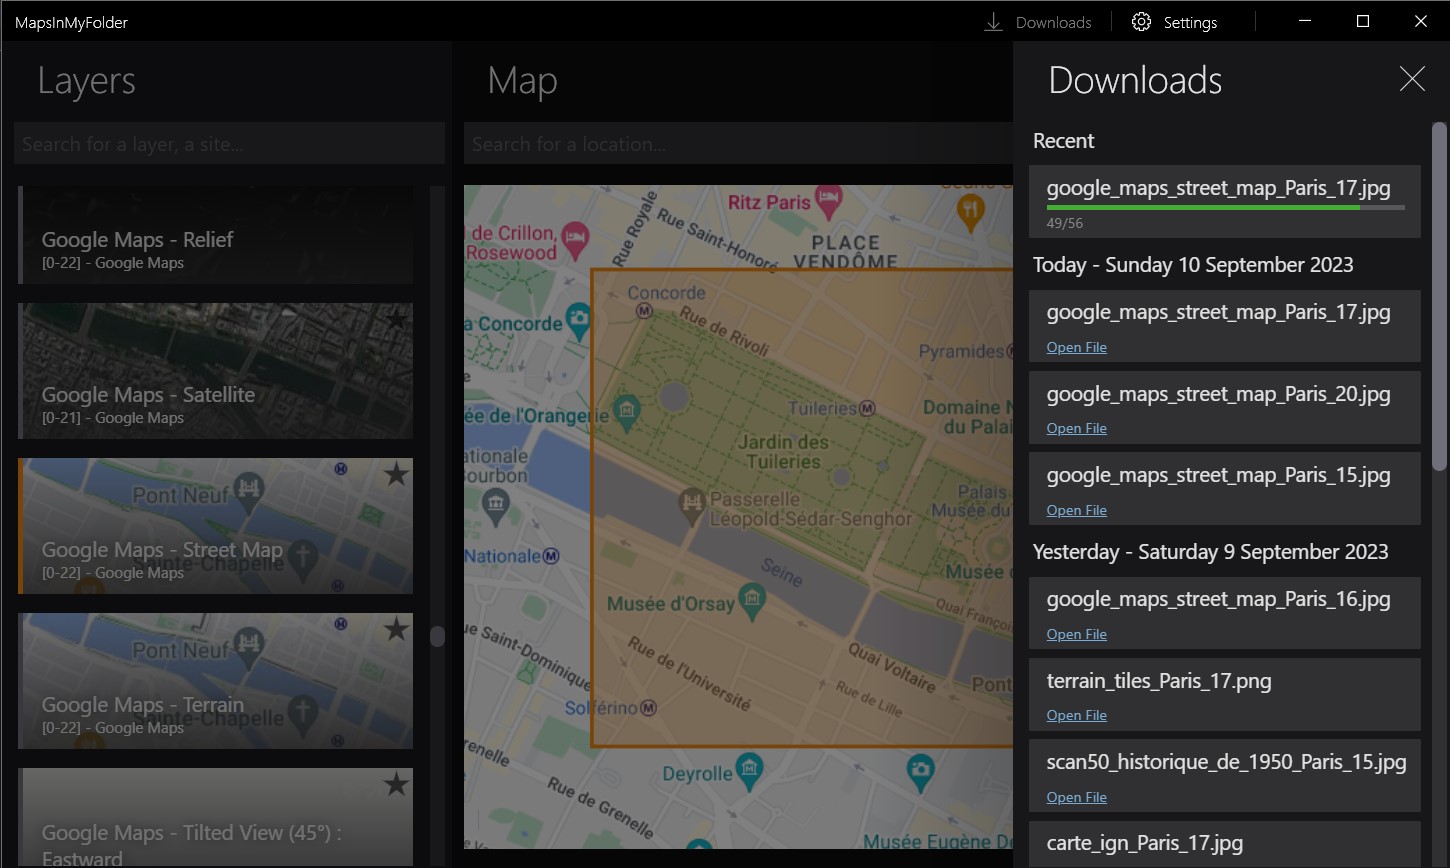 MapsInMyFolder
Downloads
Settings
Layers
Search for a layer, a site...
Google Maps - Relief
[0-22] - Google Maps
Google Maps - Satellite
[0-21] - Google Maps
Pont Neuf
Google Maps - Street Map
Sainte-Chapelle
[0-22] - Google Maps
Pont Neuf
Google Maps - Terrain
Sainte-Chapelle
[0-22] - Google Maps
Google Maps - Tilted View (45°) :
Eastward
Map
Search for a location...
Ritz Paris
de Crillon,
Rosewood
Rue Royale
Rue Saint-Honoré
PLACE
VENDÔME
Concorde
a Concorde
Rue de Rivoli
Pyramides
ée de l'Orangerie
Tuileries
Domaine N
du Palai
Jardin des
Tuileries
ationale
ourbon
Passerelle
Léopold-Sédar-Senghor
Palais
Musée du
Nationale
Seine
Musée d
Musée d'Orsay
Quai François
ue Saint-Dominique
Rue de l'Université
Quai Voltaire
Rue de Lille
Pont
Solférino
renelle
Deyrolle
Rue de Grenelle
Musée Eugène D
Downloads
Recent
google_maps_street_map_Paris_17.jpg
49/56
Today - Sunday 10 September 2023
google_maps_street_map_Paris_17.jpg
Open File
google_maps_street_map_Paris_20.jpg
Open File
google_maps_street_map_Paris_15.jpg
Open File
Yesterday - Saturday 9 September 2023
google_maps_street_map_Paris_16.jpg
Open File
terrain_tiles_Paris_17.png
Open File
scan50_historique_de_1950_Paris_15.jpg
Open File
carte_ign_Paris_17.jpg